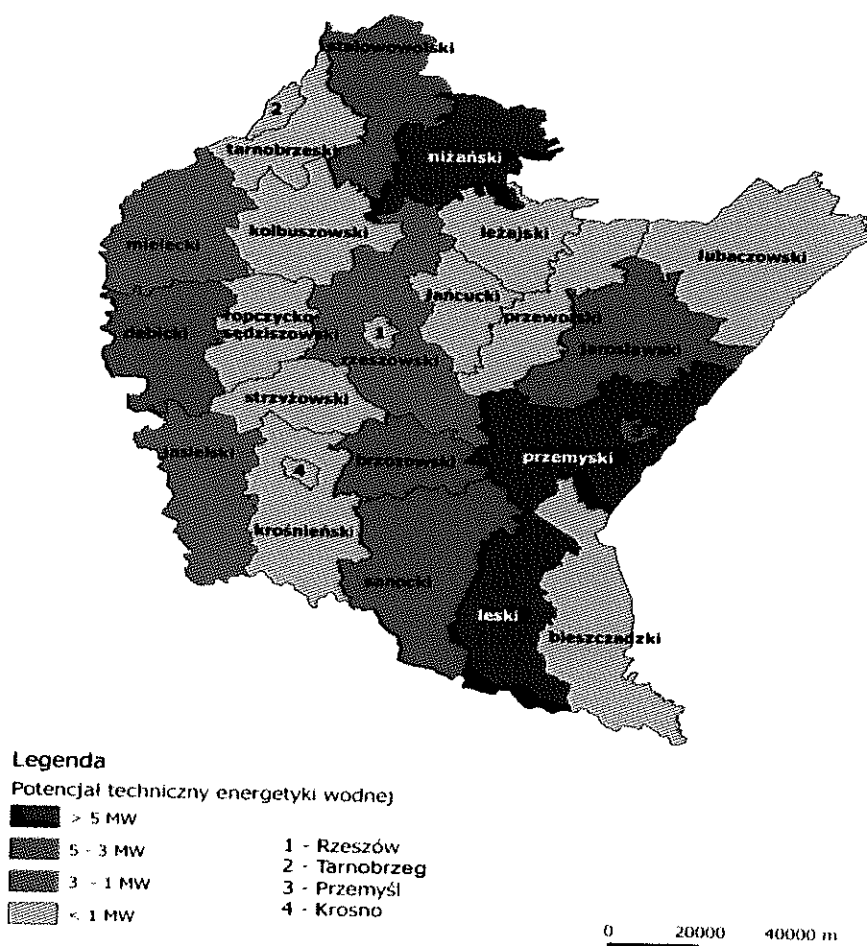 stalowowolski
2
tarnobrzeski
niżański
kolbuszowski
leżajski
mielecki
lubaczowski
łańcucki
ropczycko-
sędziszowski
przeworski
dębicki
1
jarosławski
rzeszowski
strzyżowski
3
jasielski
brzozowski
przemyski
4
krośnieński
sanocki
leski
bieszczadzki
Legenda
Potencjał techniczny energetyki wodnej
> 5 MW
5 - 3 MW
3 - 1 MW
< 1 MW
1 - Rzeszów
2 - Tarnobrzeg
3 - Przemyśl
4 - Krosno
0 20000 40000 m